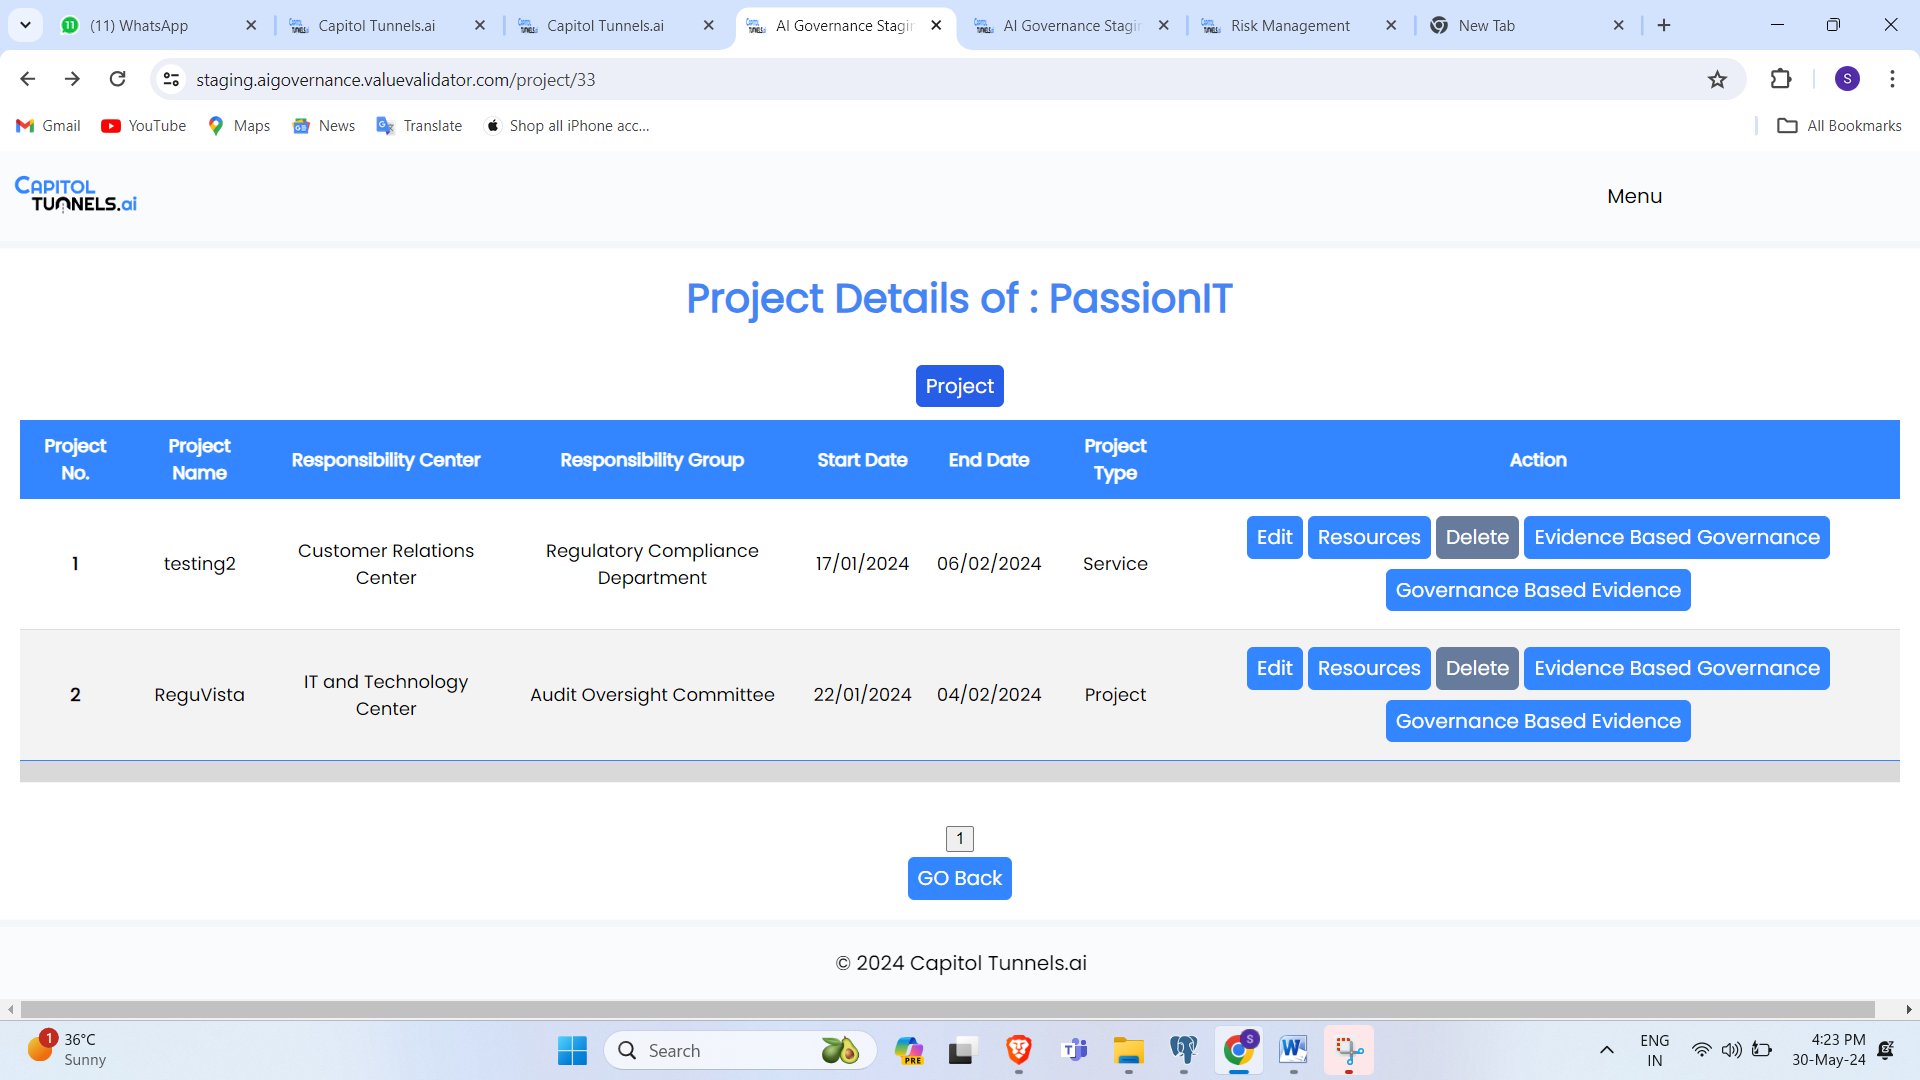 11 (11) WhatsApp
Capitol Tunnels.ai
Capitol Tunnels.ai
AI Governance Stagin
AI Governance Stagin
Risk Management
New Tab
staging.aigovernance.valuevalidator.com/project/33
S
Gmail
YouTube
Maps
News
Translate
Shop all iPhone acc...
All Bookmarks
CAPITOL
TUNNELS.ai
Menu
Project Details of : PassionIT
Project
Project No. Project Name Responsibility Center Responsibility Group Start Date End Date Project Type Action
1 testing2 Customer Relations Center Regulatory Compliance Department 17/01/2024 06/02/2024 Service Edit Resources Delete Evidence Based Governance
Governance Based Evidence
2 ReguVista IT and Technology Center Audit Oversight Committee 22/01/2024 04/02/2024 Project Edit Resources Delete Evidence Based Governance
Governance Based Evidence
1
GO Back
© 2024 Capitol Tunnels.ai
1 36°C
Sunny
Search
PRE
S
ENG
IN
4:23 PM
30-May-24